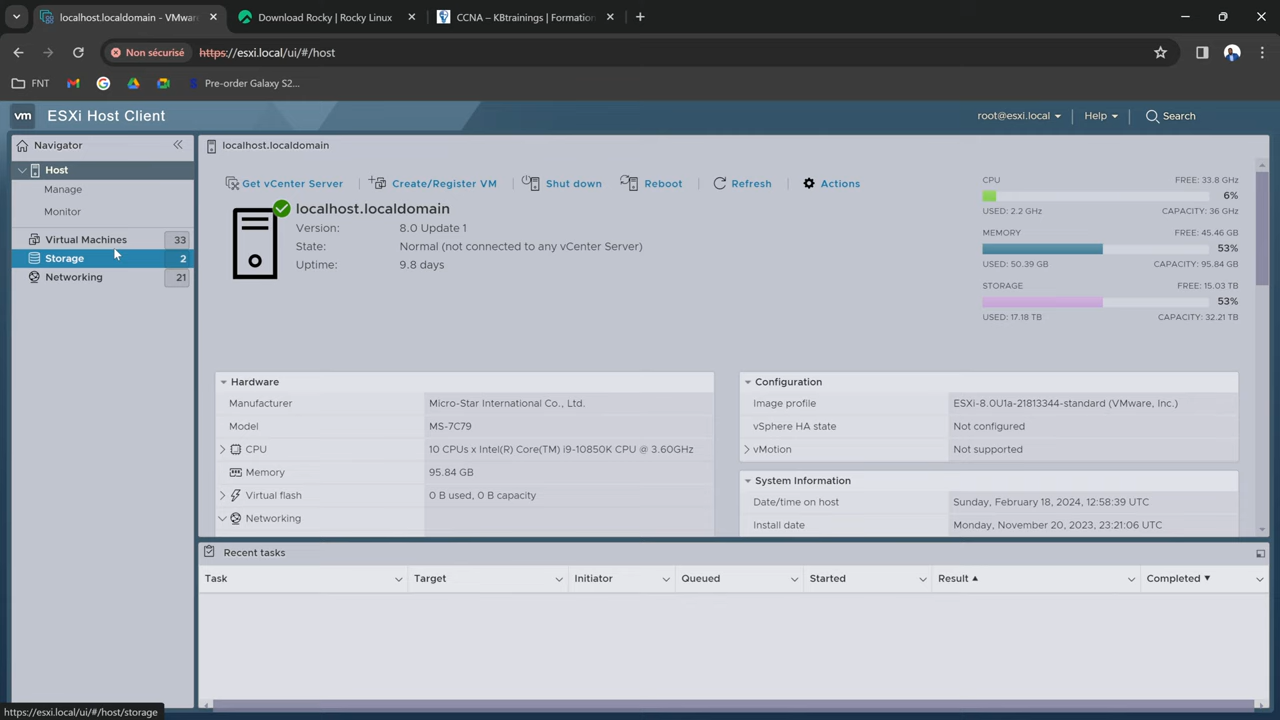 localhost.localdomain - VMwar
Download Rocky | Rocky Linux
CCNA – KBtrainings | Formation
Non sécurisé
https://esxi.local/ui/#/host
FNT
Pre-order Galaxy S2...
vm
ESXi Host Client
root@esxi.local
Help
Search
Navigator
localhost.localdomain
Host
Manage
Monitor
Virtual Machines
33
Storage
2
Networking
21
Get vCenter Server
Create/Register VM
Shut down
Reboot
Refresh
Actions
localhost.localdomain
Version: 8.0 Update 1
State: Normal (not connected to any vCenter Server)
Uptime: 9.8 days
CPU FREE: 33.8 GHz
6%
USED: 2.2 GHz CAPACITY: 36 GHz
MEMORY FREE: 45.46 GB
53%
USED: 50.39 GB CAPACITY: 95.84 GB
STORAGE FREE: 15.03 TB
53%
USED: 17.18 TB CAPACITY: 32.21 TB
Hardware
Manufacturer Micro-Star International Co., Ltd.
Model MS-7C79
CPU 10 CPUs x Intel(R) Core(TM) i9-10850K CPU @ 3.60GHz
Memory 95.84 GB
Virtual flash 0 B used, 0 B capacity
Networking
Configuration
Image profile ESXi-8.0U1a-21813344-standard (VMware, Inc.)
vSphere HA state Not configured
vMotion Not supported
System Information
Date/time on host Sunday, February 18, 2024, 12:58:39 UTC
Install date Monday, November 20, 2023, 23:21:06 UTC
Recent tasks
Task Target Initiator Queued Started Result Completed
https://esxi.local/ui/#/host/storage